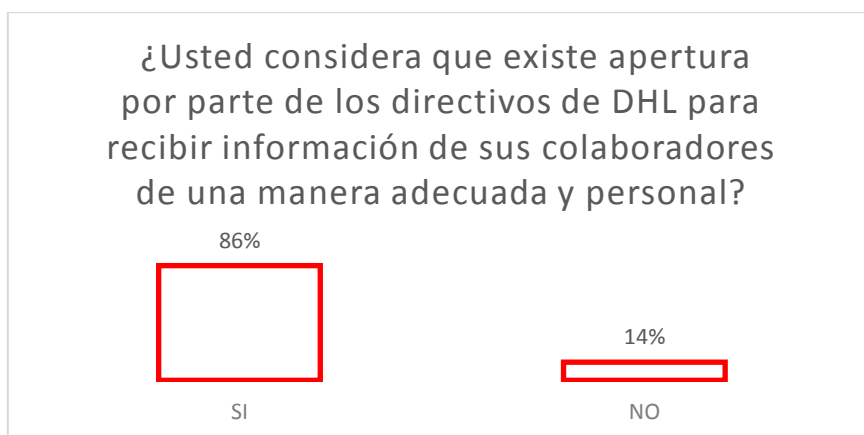 ¿Usted considera que existe apertura
por parte de los directivos de DHL para
recibir información de sus colaboradores
de una manera adecuada y personal?
86%
14%
SI
NO